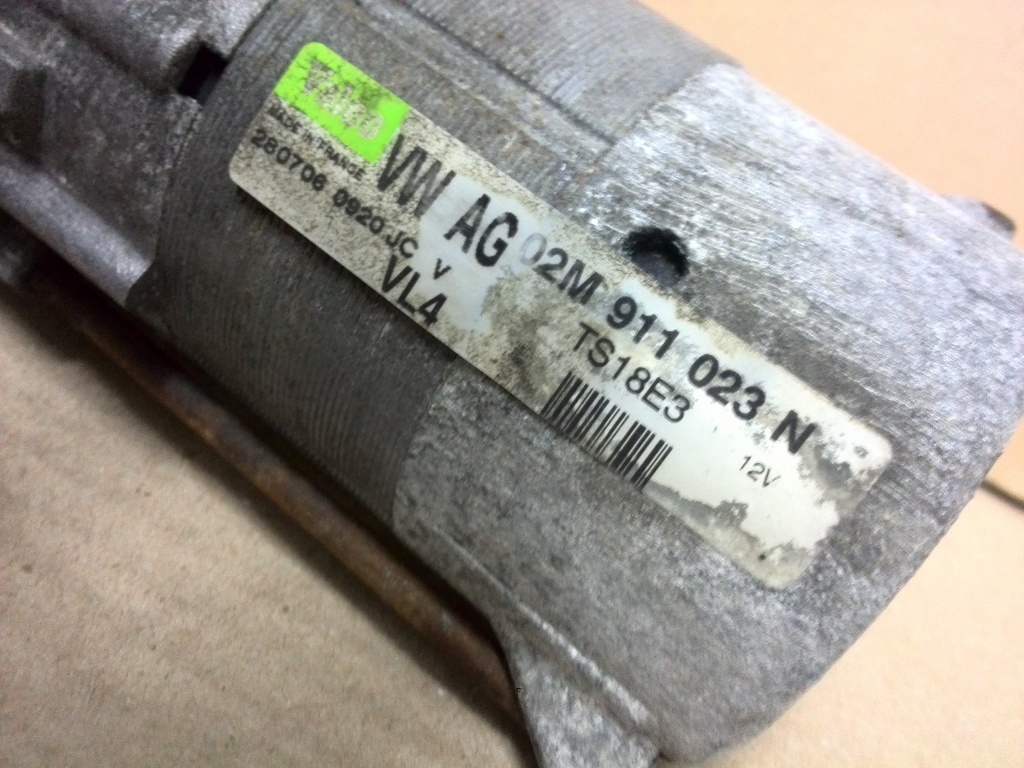 Valeo
MADE IN FRANCE
280706 0920 JC V
VW AG 02M 911 023 N
VL4 TS18E3
12V